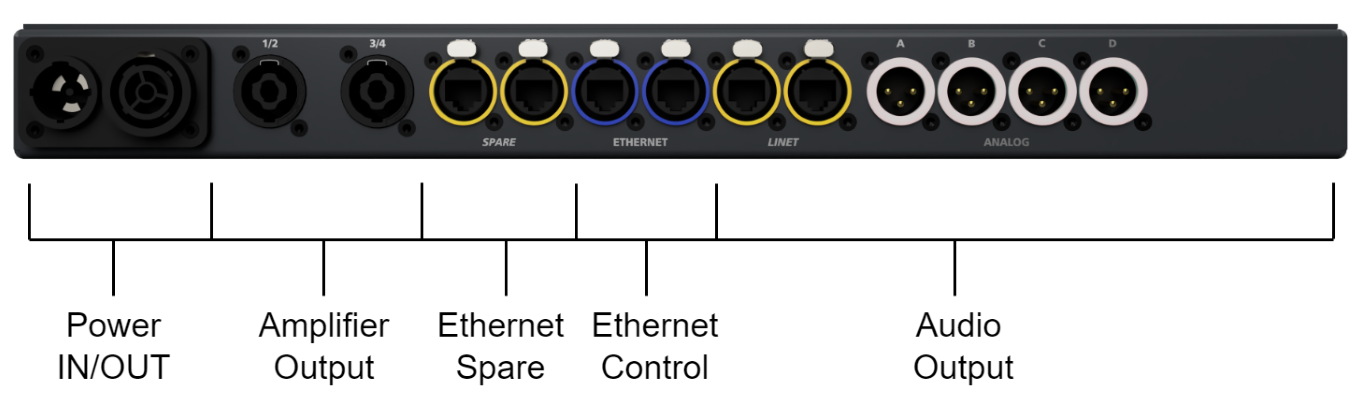 1/2
3/4
A
B
C
D
SPARE
ETHERNET
LINET
ANALOG
Power
IN/OUT
Amplifier
Output
Ethernet
Spare
Ethernet
Control
Audio
Output